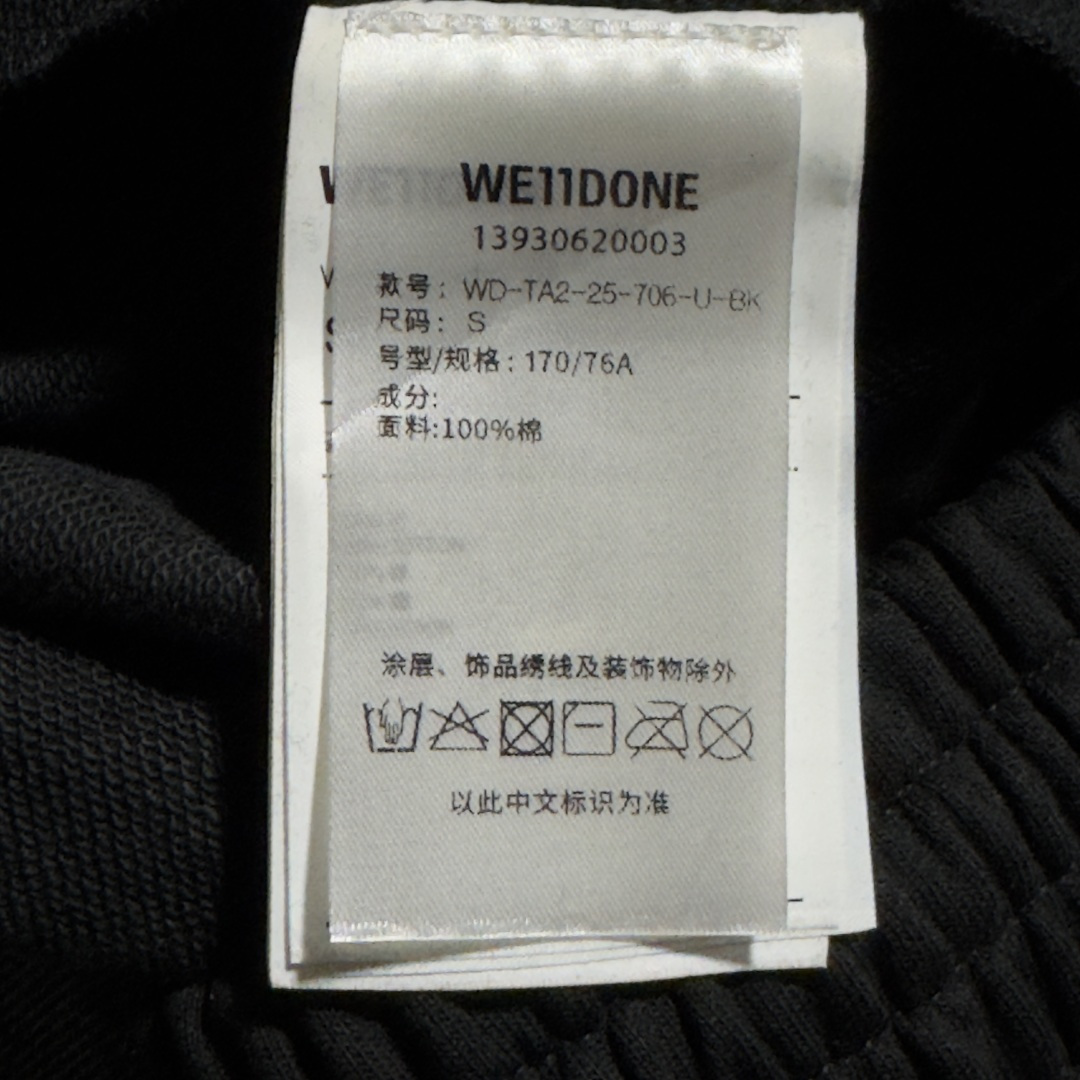 WE11DONE
13930620003
款号: WD-TA2-25-706-U-BK
尺码: S
号型/规格: 170/76A
成分:
面料:100%棉
涂层、饰品绣线及装饰物除外
以此中文标识为准